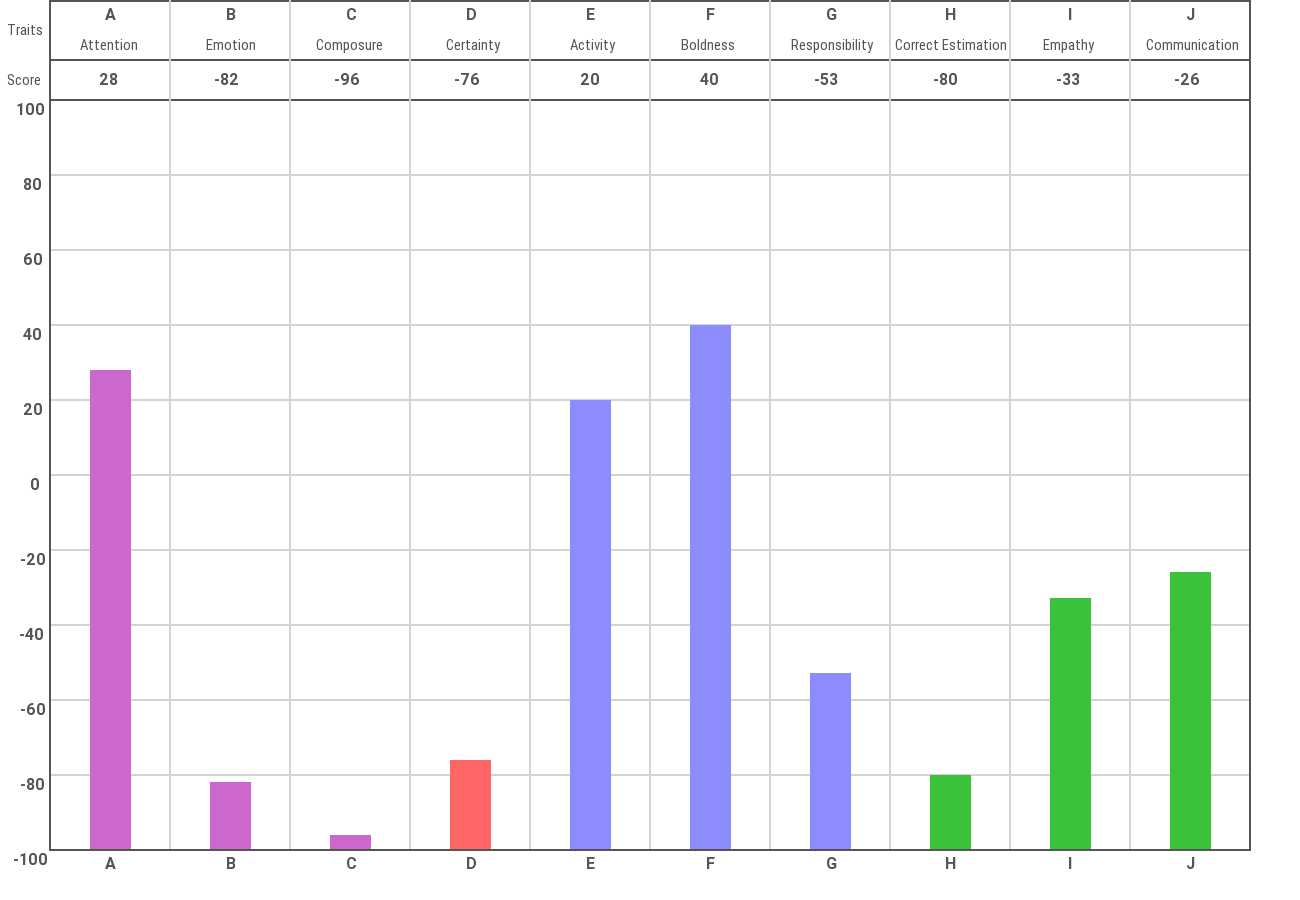 A B C D E F G H I J
Traits
Attention Emotion Composure Certainty Activity Boldness Responsibility Correct Estimation Empathy Communication
Score 28 -82 -96 -76 20 40 -53 -80 -33 -26
100
80
60
40
20
0
-20
-40
-60
-80
-100
A B C D E F G H I J